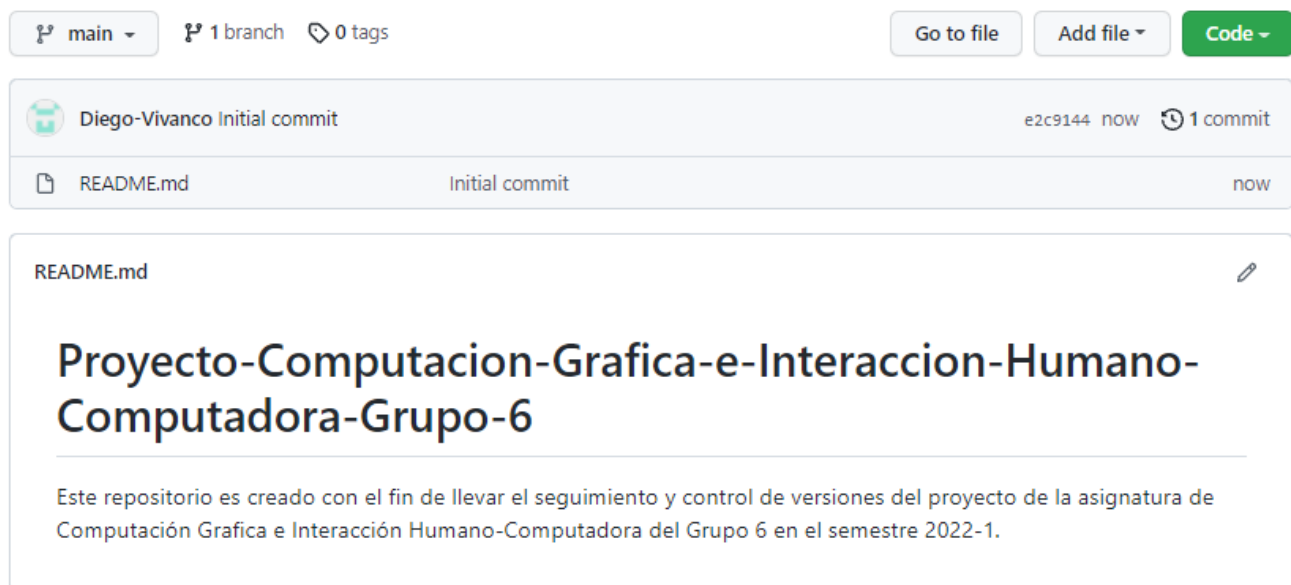 main 1 branch 0 tags Go to file Add file Code
Diego-Vivanco Initial commit e2c9144 now 1 commit
README.md Initial commit now
README.md
Proyecto-Computacion-Grafica-e-Interaccion-Humano-
Computadora-Grupo-6
Este repositorio es creado con el fin de llevar el seguimiento y control de versiones del proyecto de la asignatura de
Computación Grafica e Interacción Humano-Computadora del Grupo 6 en el semestre 2022-1.